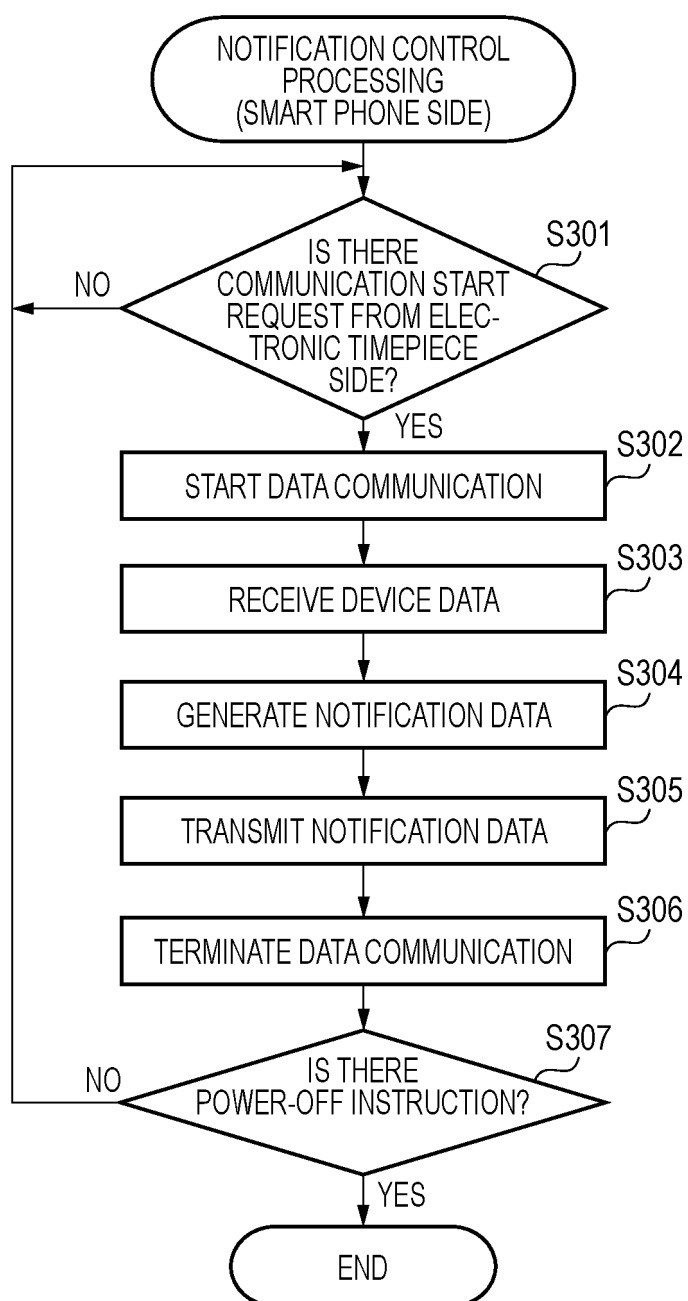 NOTIFICATION CONTROL
PROCESSING
(SMART PHONE SIDE)
S301
IS THERE
COMMUNICATION START
REQUEST FROM ELEC-
TRONIC TIMEPIECE
SIDE?
NO
YES
S302
START DATA COMMUNICATION
S303
RECEIVE DEVICE DATA
S304
GENERATE NOTIFICATION DATA
S305
TRANSMIT NOTIFICATION DATA
S306
TERMINATE DATA COMMUNICATION
S307
IS THERE
POWER-OFF INSTRUCTION?
NO
YES
END